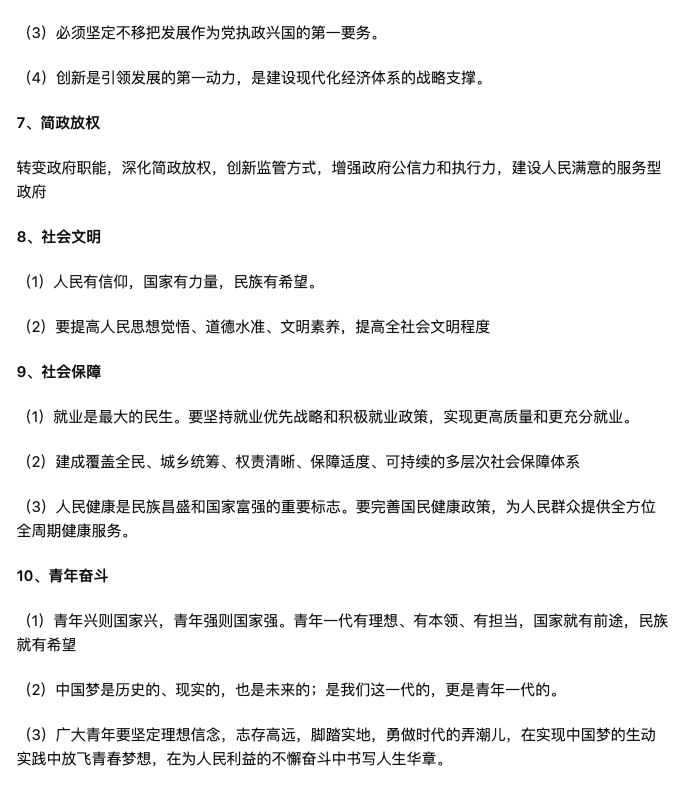 （3）必须坚定不移把发展作为党执政兴国的第一要务。
（4）创新是引领发展的第一动力，是建设现代化经济体系的战略支撑。
7、简政放权
转变政府职能，深化简政放权，创新监管方式，增强政府公信力和执行力，建设人民满意的服务型
政府
8、社会文明
（1）人民有信仰，国家有力量，民族有希望。
（2）要提高人民思想觉悟、道德水准、文明素养，提高全社会文明程度
9、社会保障
（1）就业是最大的民生。要坚持就业优先战略和积极就业政策，实现更高质量和更充分就业。
（2）建成覆盖全民、城乡统筹、权责清晰、保障适度、可持续的多层次社会保障体系
（3）人民健康是民族昌盛和国家富强的重要标志。要完善国民健康政策，为人民群众提供全方位
全周期健康服务。
10、青年奋斗
（1）青年兴则国家兴，青年强则国家强。青年一代有理想、有本领、有担当，国家就有前途，民族
就有希望
（2）中国梦是历史的、现实的，也是未来的；是我们这一代的，更是青年一代的。
（3）广大青年要坚定理想信念，志存高远，脚踏实地，勇做时代的弄潮儿，在实现中国梦的生动
实践中放飞青春梦想，在为人民利益的不懈奋斗中书写人生华章。